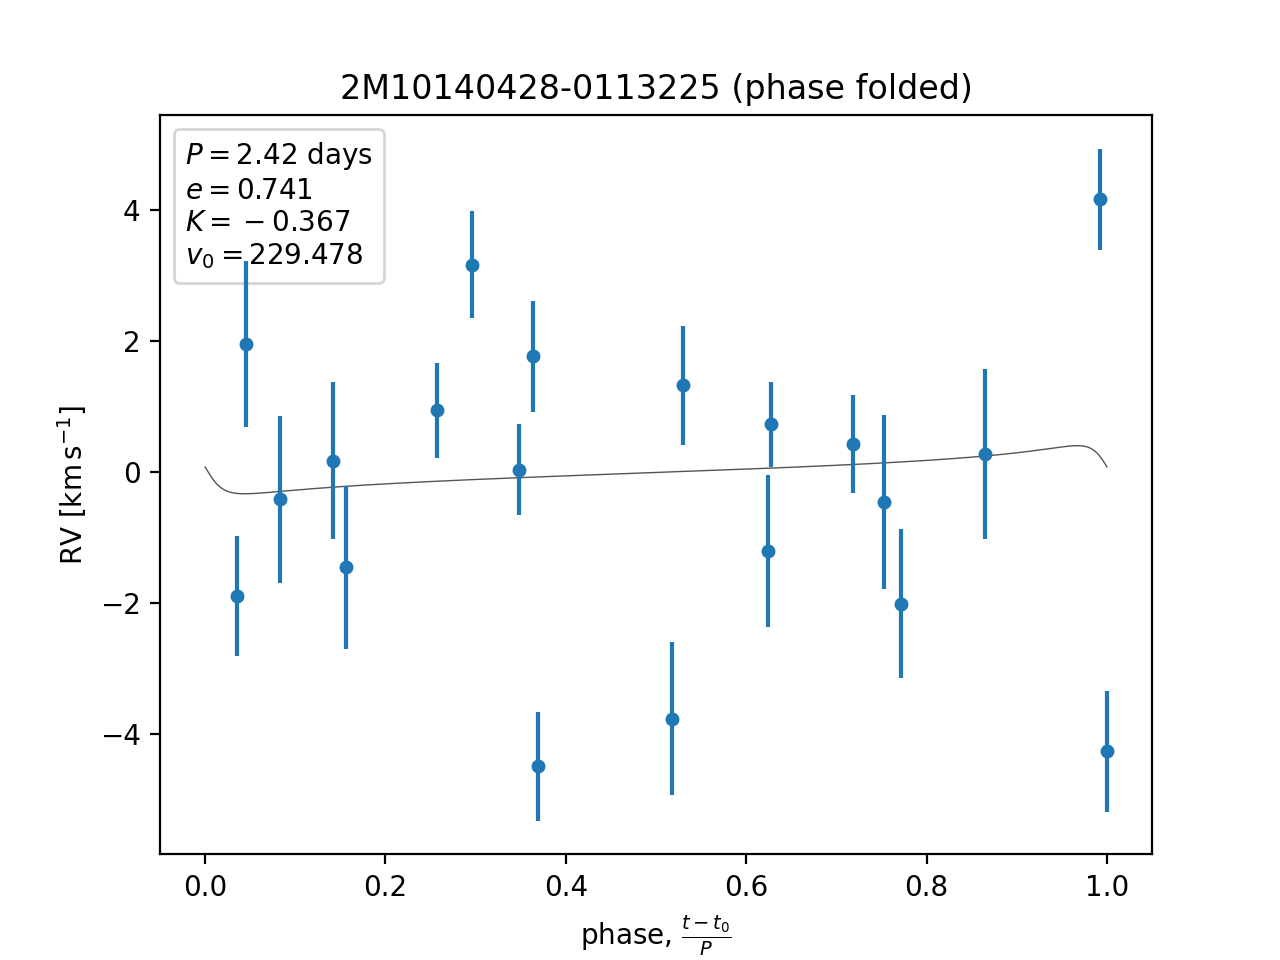 2M10140428-0113225 (phase folded)
P = 2.42 days
e = 0.741
K = −0.367
v₀ = 229.478
4
2
0
−2
−4
RV [km s⁻¹]
0.0 0.2 0.4 0.6 0.8 1.0
phase, (t − t₀)/P